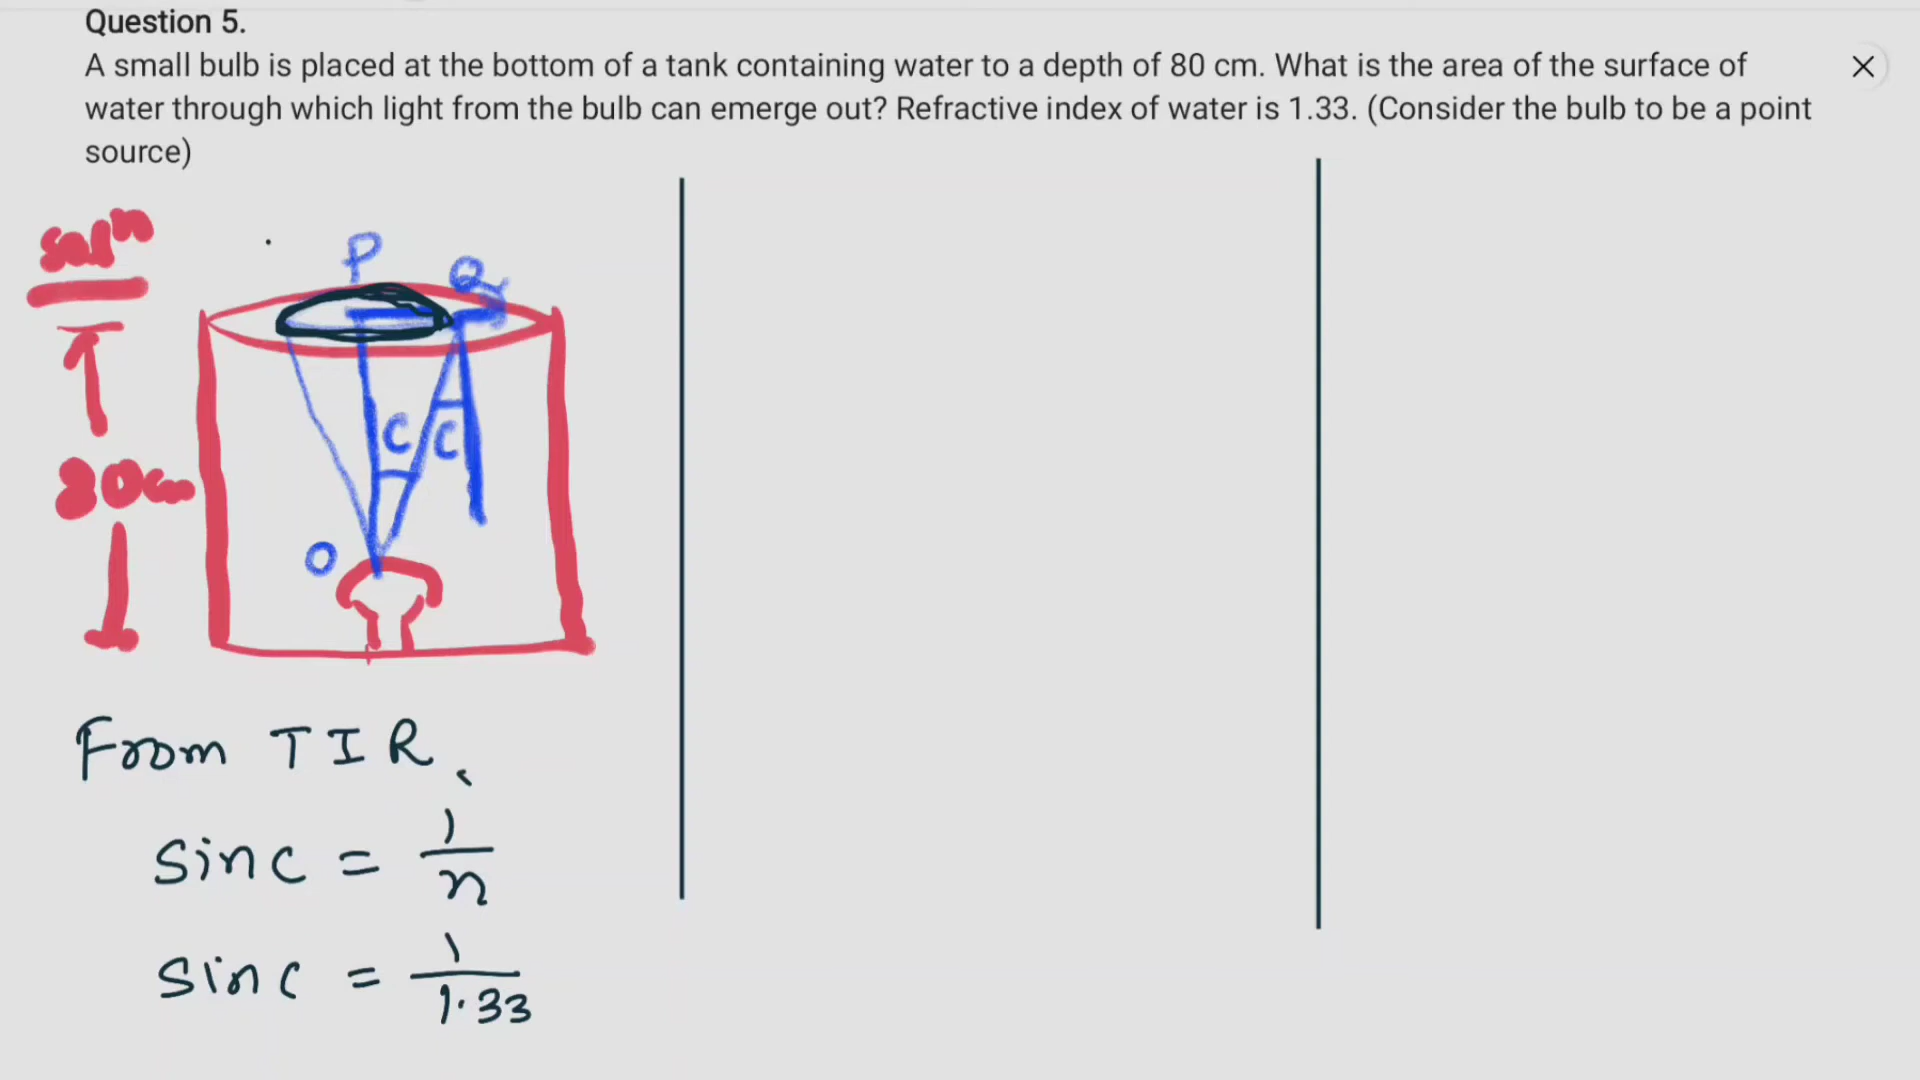 Question 5.
A small bulb is placed at the bottom of a tank containing water to a depth of 80 cm. What is the area of the surface of
water through which light from the bulb can emerge out? Refractive index of water is 1.33. (Consider the bulb to be a point
source)
Soln
P
Q
80cm
C
C
O
From TIR,
Sin C = 1/n
Sin C = 1/1.33